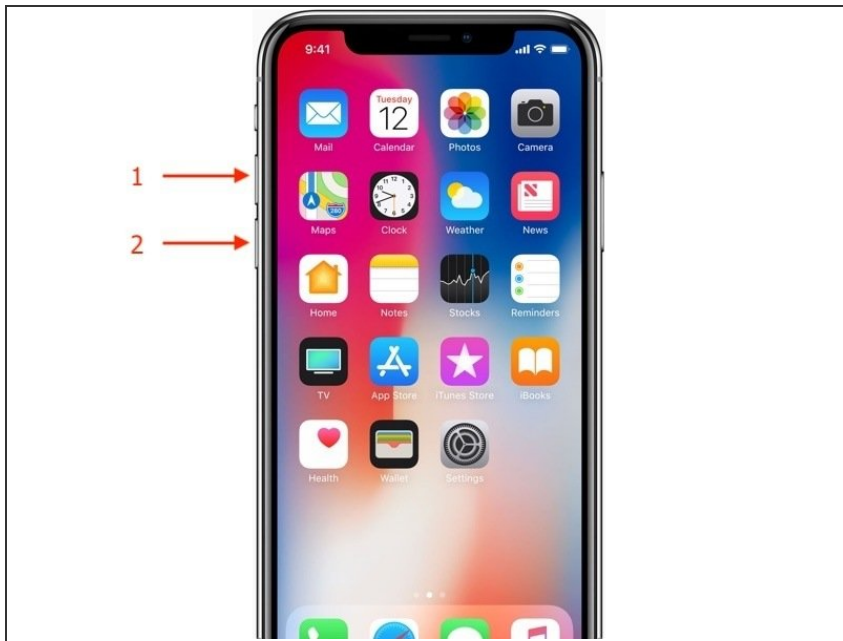 9:41
Tuesday
12
Mail
Calendar
Photos
Camera
1
Maps
Clock
Weather
News
2
Home
Notes
Stocks
Reminders
TV
App Store
iTunes Store
iBooks
Health
Wallet
Settings